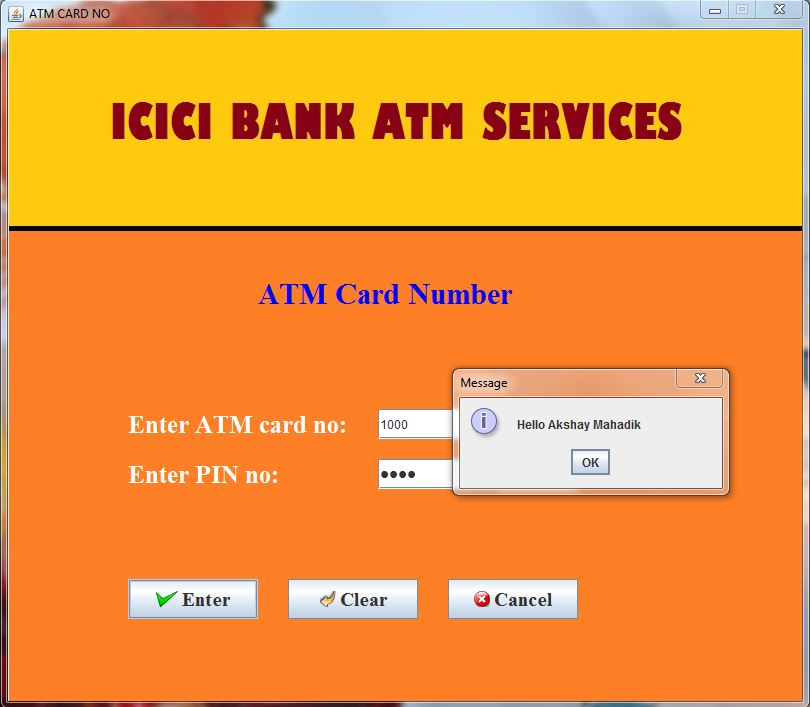 ATM CARD NO
ICICI BANK ATM SERVICES
ATM Card Number
Message
Enter ATM card no: 1000
Hello Akshay Mahadik
OK
Enter PIN no: ●●●●
Enter Clear Cancel